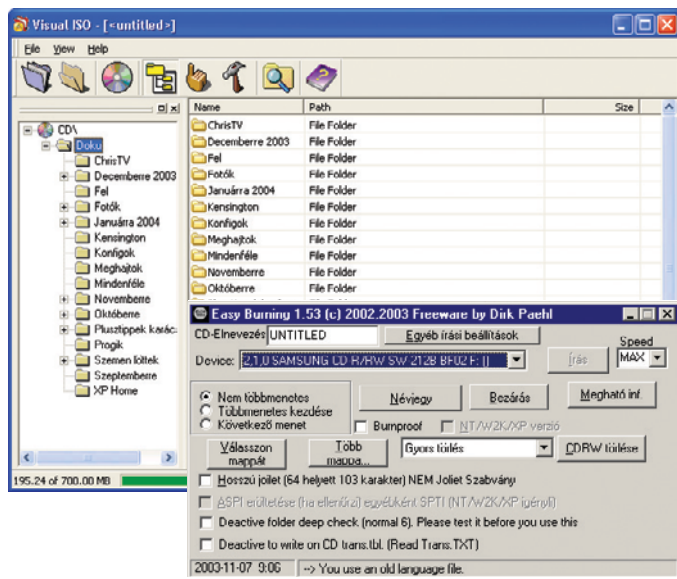 Visual ISO - [<untitled>]
File View Help
CD\
Doku
ChrisTV
Decemberre 2003
Fel
Fotók
Januárra 2004
Kensington
Konfigok
Meghajtok
Mindenféle
Novemberre
Októberre
Plusztippek karác
Progik
Szemen lőttek
Szeptemberre
XP Home
195.24 of 700.00 MB
Name Path Size
ChrisTV File Folder
Decemberre 2003 File Folder
Fel File Folder
Fotók File Folder
Januárra 2004 File Folder
Kensington File Folder
Konfigok File Folder
Meghajtok File Folder
Mindenféle File Folder
Novemberre File Folder
Októberre File Folder
Easy Burning 1.53 (c) 2002.2003 Freeware by Dirk Paehl
CD-Elnevezés UNTITLED Egyéb írási beállítások Speed
Device: 2,1,0 SAMSUNG CD-R/RW SW-212B BF02 F: [] Írás MAX
Nem többmenetes Névjegy Bezárás Megható inf.
Többmenetes kezdése
Következő menet Burnproof NT/W2K/XP verzió
Válasszon mappát Több mappa... Gyors törlés CDRW törlése
Hosszú joilet (64 helyett 103 karakter) NEM Joliet Szabvány
ASPI erültetése (ha ellenőrzi) egyébként SPTI (NT/W2K/XP igényli)
Deactive folder deep check (normal 6). Please test it before you use this
Deactive to write on CD trans.tbl. (Read Trans.TXT)
2003-11-07 9:06 --> You use an old language file.